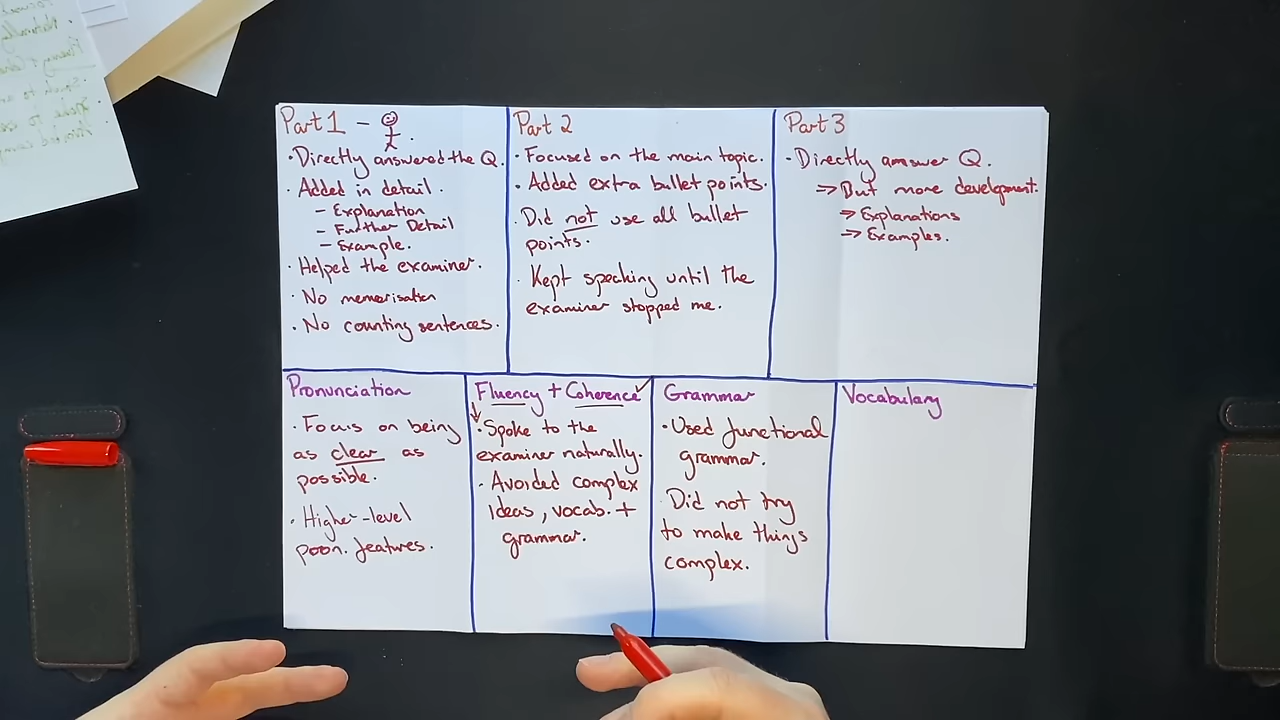 Part 1 -
• Directly answered the Q.
• Added in detail.
- Explanation
- Further Detail
- Example.
• Helped the examiner.
• No memorisation
• No counting sentences.
Part 2
• Focused on the main topic.
• Added extra bullet points.
• Did not use all bullet
points.
• Kept speaking until the
examiner stopped me.
Part 3
- Directly answer Q.
⇒ But more development.
⇒ Explanations
⇒ Examples.
Pronunciation
• Focus on being
as clear as
possible.
• Higher-level
pron. features.
Fluency + Coherence ✓
↓
• Spoke to the
examiner naturally.
• Avoided complex
ideas, vocab. +
grammar.
Grammar
• Used functional
grammar.
• Did not try
to make things
complex.
Vocabulary